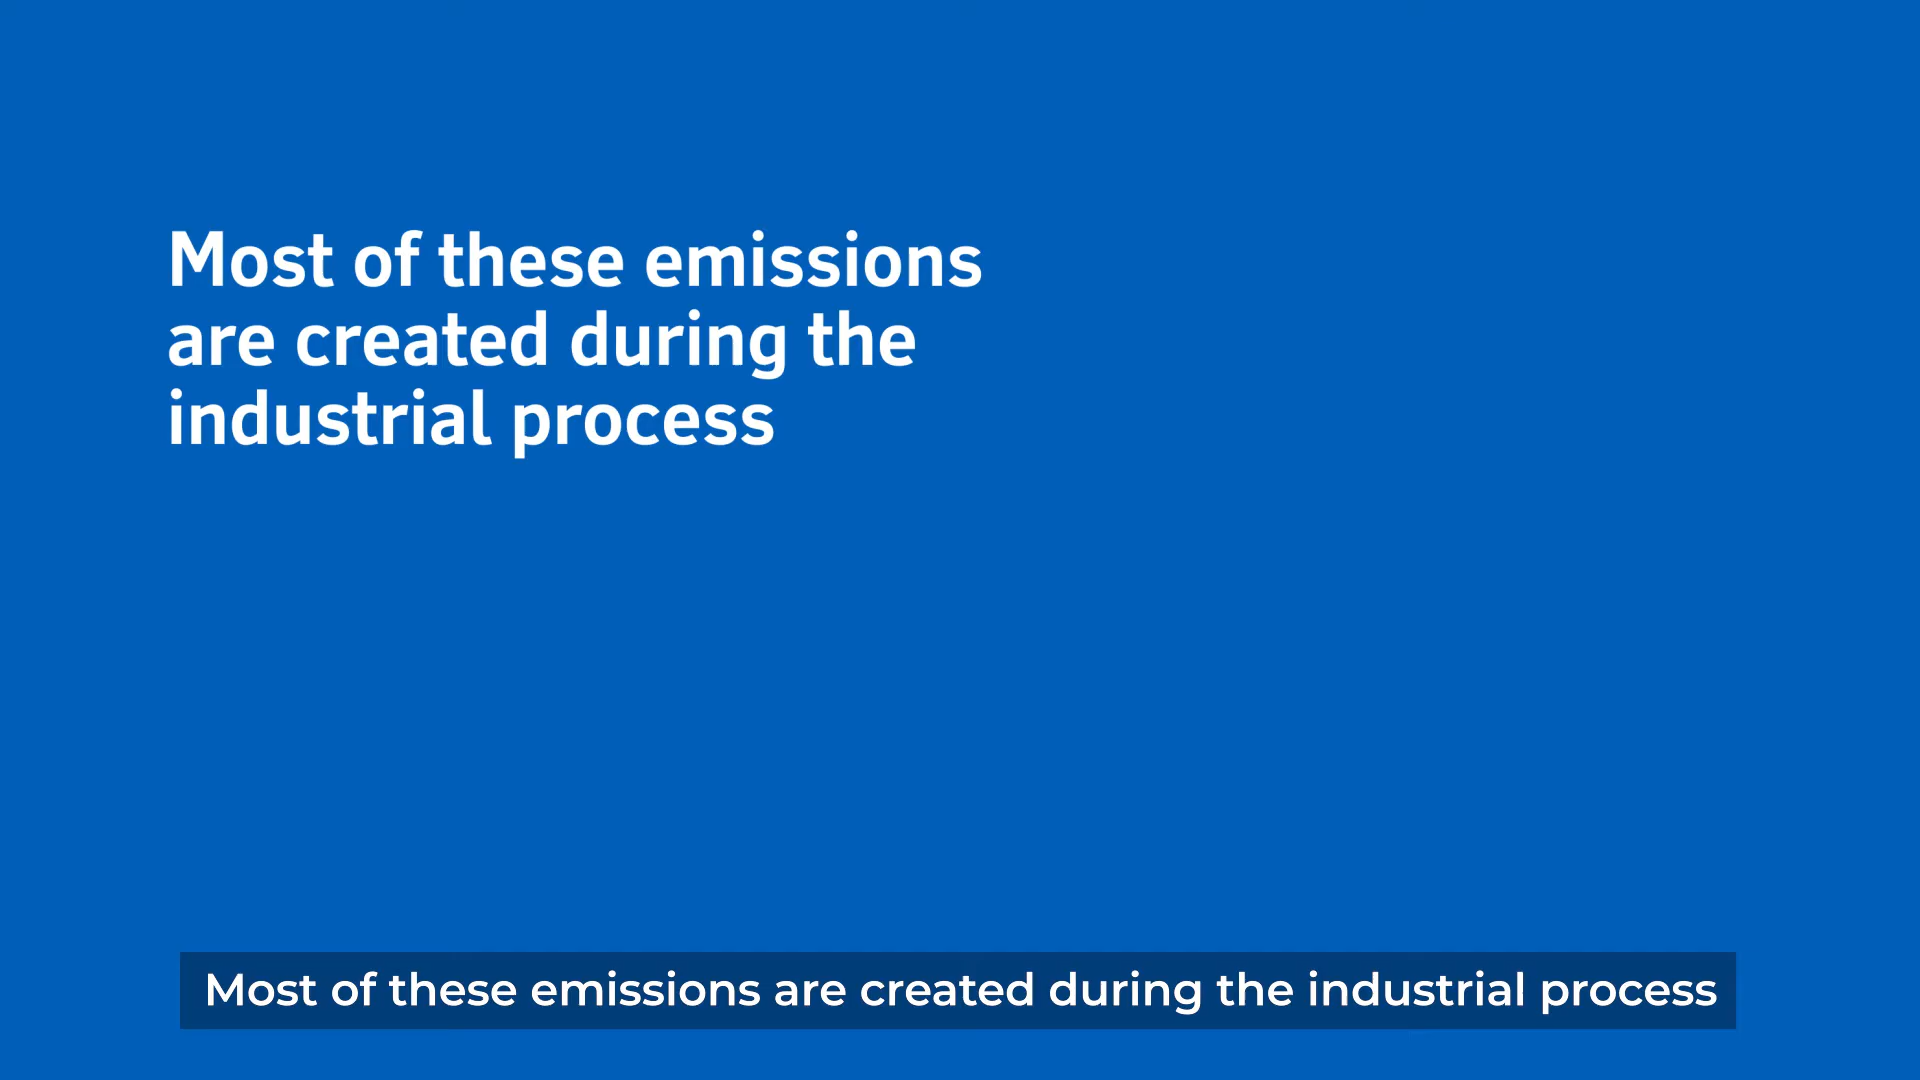 Most of these emissions
are created during the
industrial process
Most of these emissions are created during the industrial process